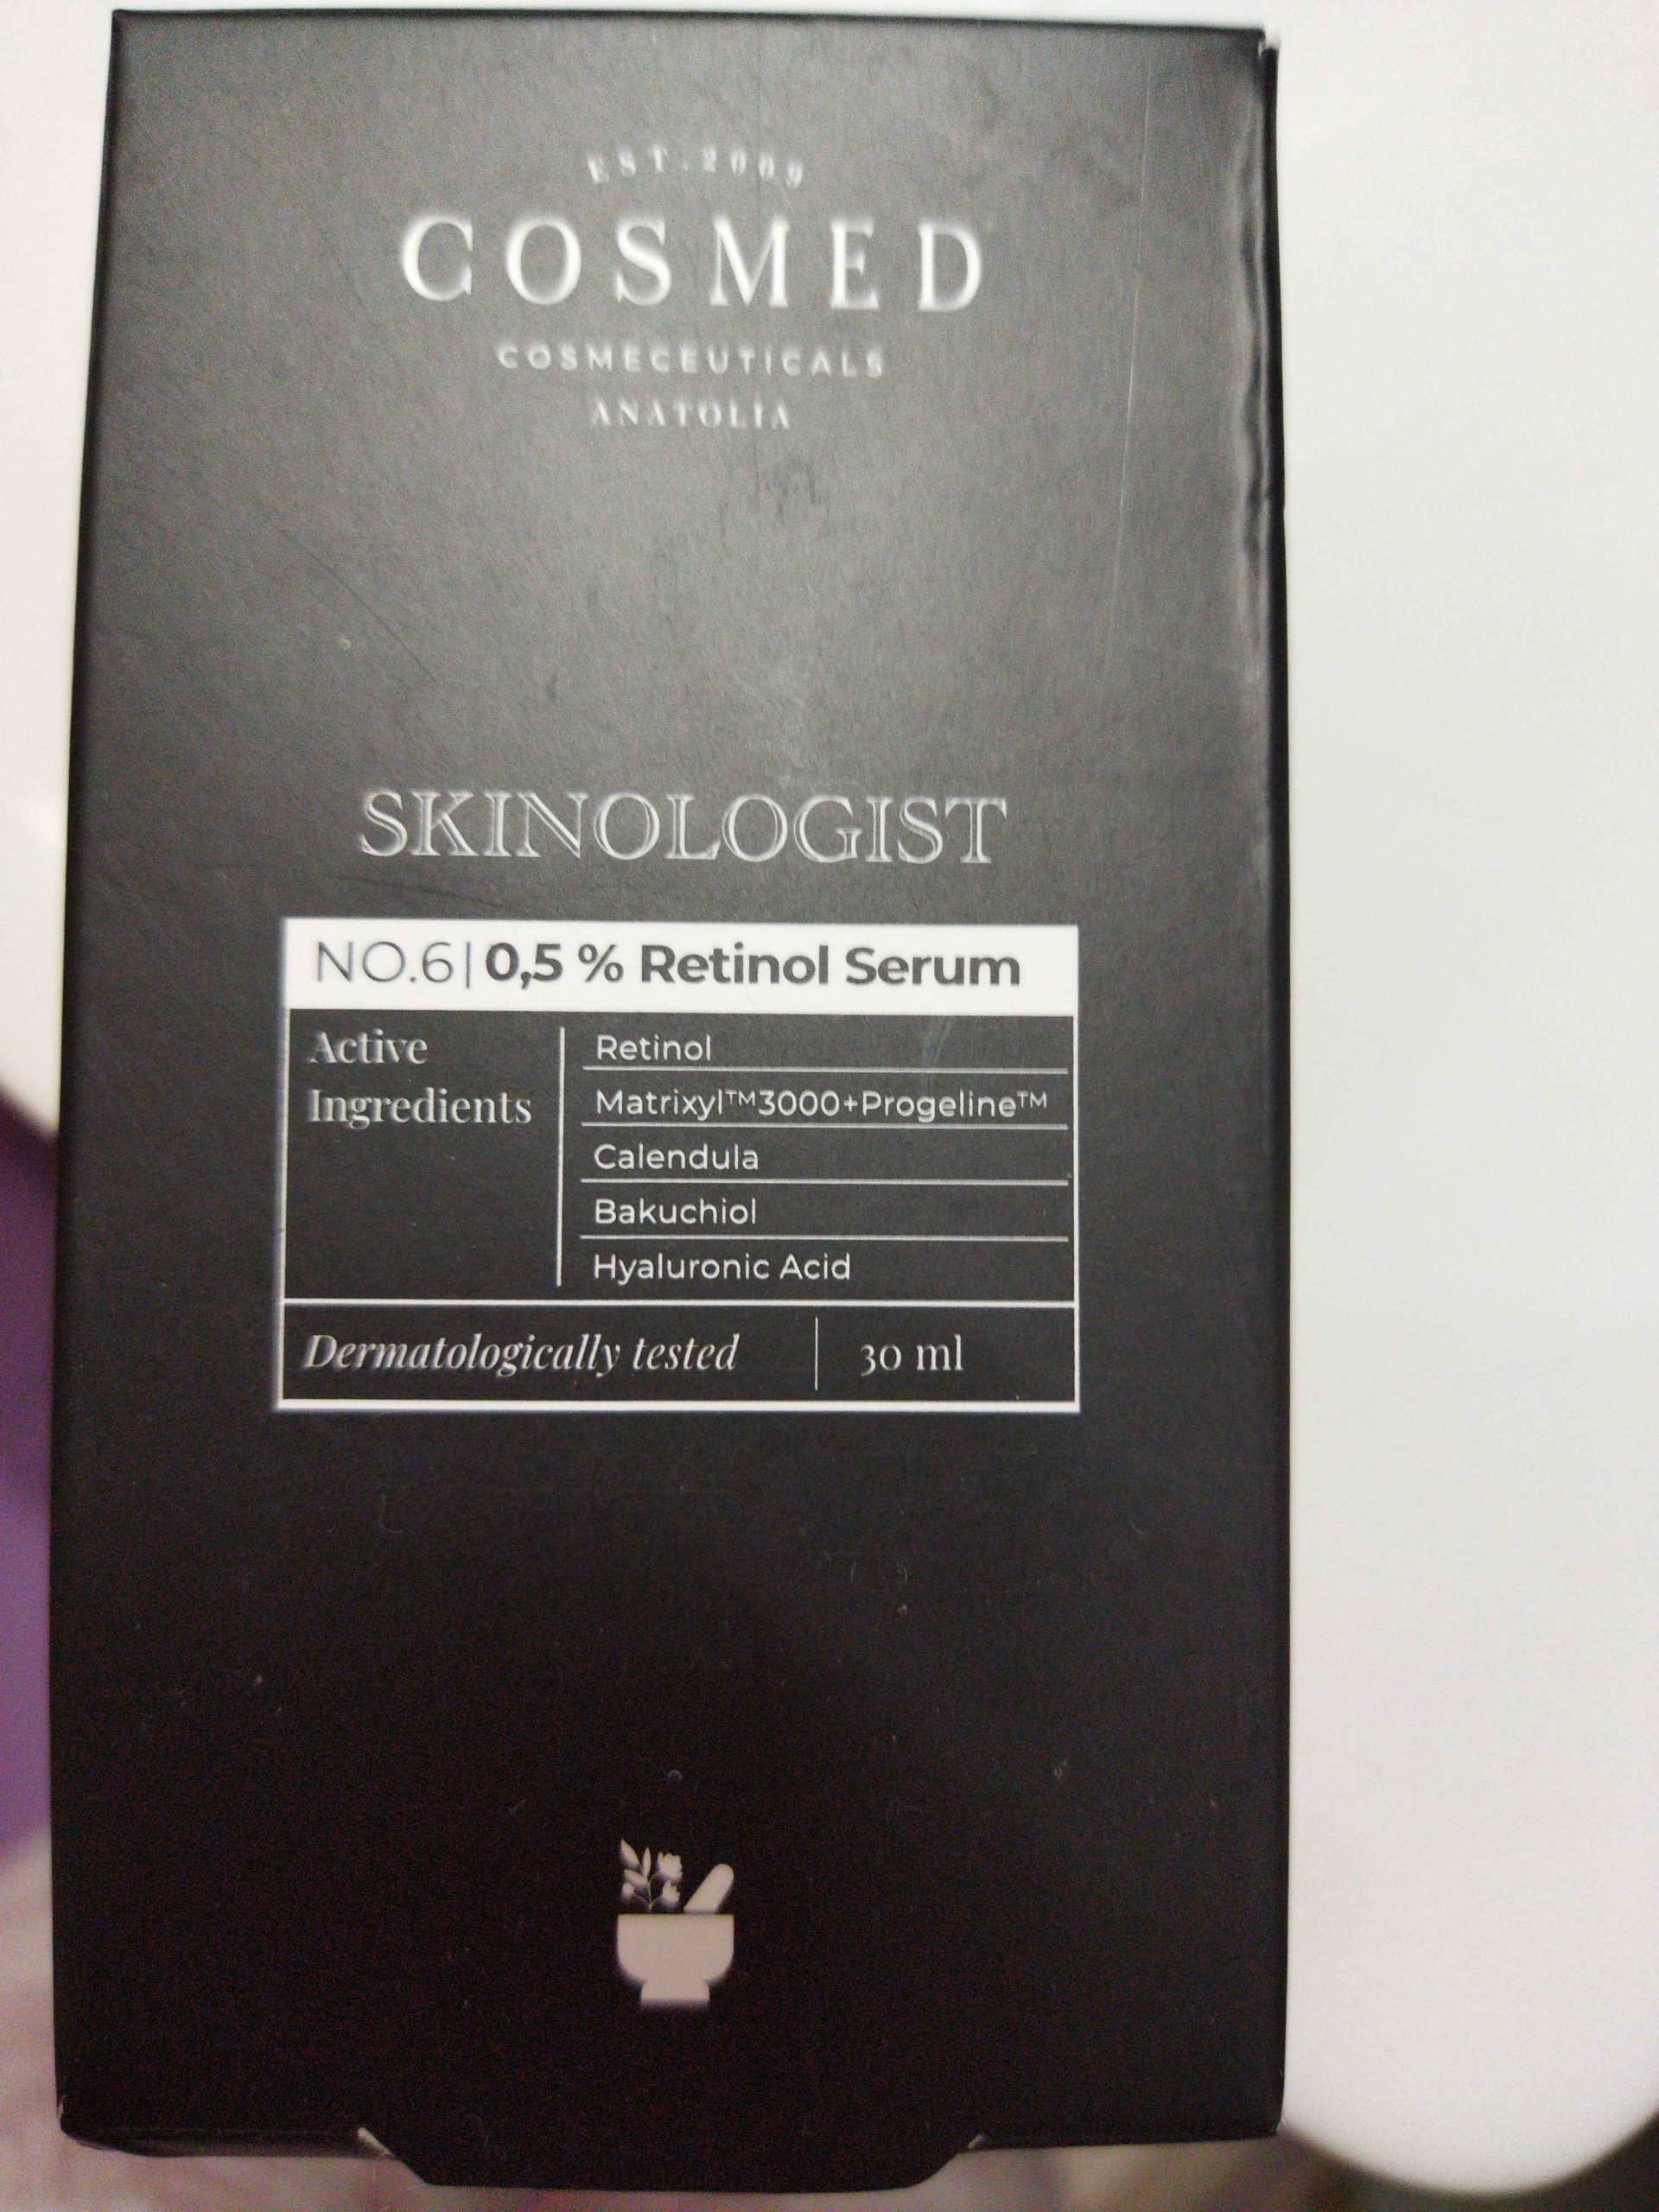 EST. 2009
COSMED
COSMECEUTICALS
ANATOLIA
SKINOLOGIST
NO.6| 0,5 % Retinol Serum
Active
Ingredients
Retinol
Matrixyl™3000+Progeline™
Calendula
Bakuchiol
Hyaluronic Acid
Dermatologically tested
30 ml